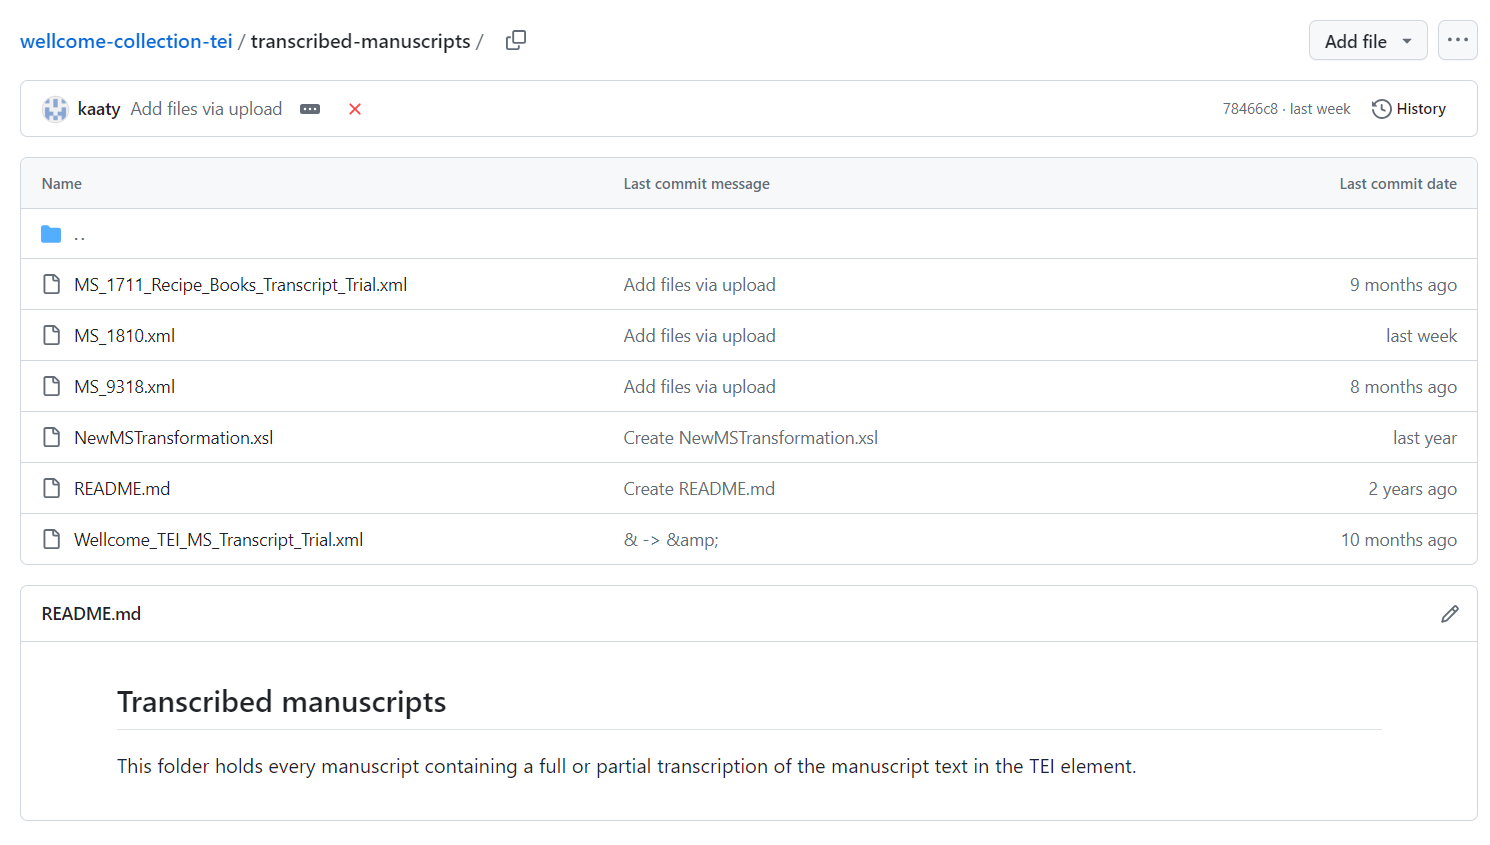 wellcome-collection-tei / transcribed-manuscripts /
Add file
kaaty Add files via upload
78466c8 · last week History
Name Last commit message Last commit date
..
MS_1711_Recipe_Books_Transcript_Trial.xml Add files via upload 9 months ago
MS_1810.xml Add files via upload last week
MS_9318.xml Add files via upload 8 months ago
NewMSTransformation.xsl Create NewMSTransformation.xsl last year
README.md Create README.md 2 years ago
Wellcome_TEI_MS_Transcript_Trial.xml & -> &amp; 10 months ago
README.md
Transcribed manuscripts
This folder holds every manuscript containing a full or partial transcription of the manuscript text in the TEI element.